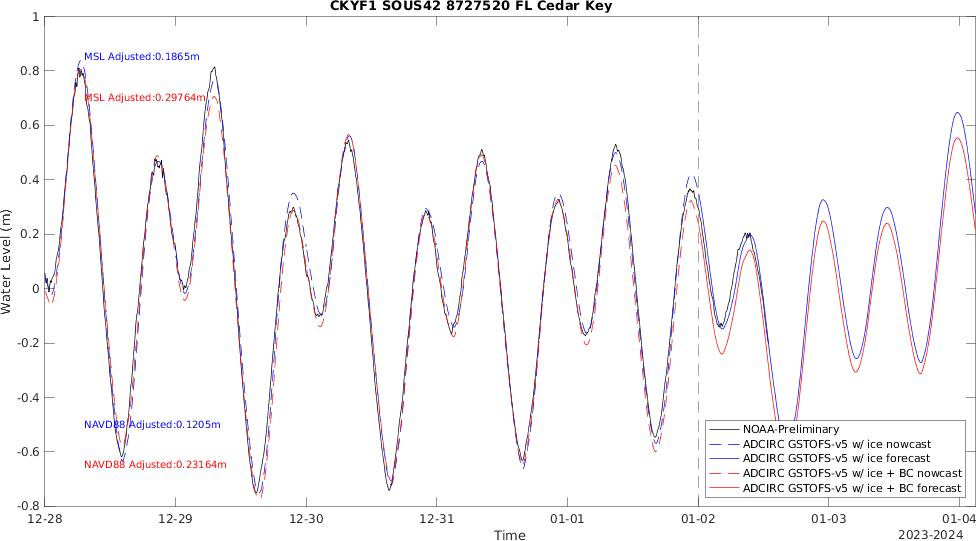 CKYF1 SOUS42 8727520 FL Cedar Key
Water Level (m)
1
0.8
0.6
0.4
0.2
0
-0.2
-0.4
-0.6
-0.8
MSL Adjusted:0.1865m
MSL Adjusted:0.29764m
NAVD88 Adjusted:0.1205m
NAVD88 Adjusted:0.23164m
NOAA-Preliminary
ADCIRC GSTOFS-v5 w/ ice nowcast
ADCIRC GSTOFS-v5 w/ ice forecast
ADCIRC GSTOFS-v5 w/ ice + BC nowcast
ADCIRC GSTOFS-v5 w/ ice + BC forecast
12-28 12-29 12-30 12-31 01-01 01-02 01-03 01-04
Time
2023-2024